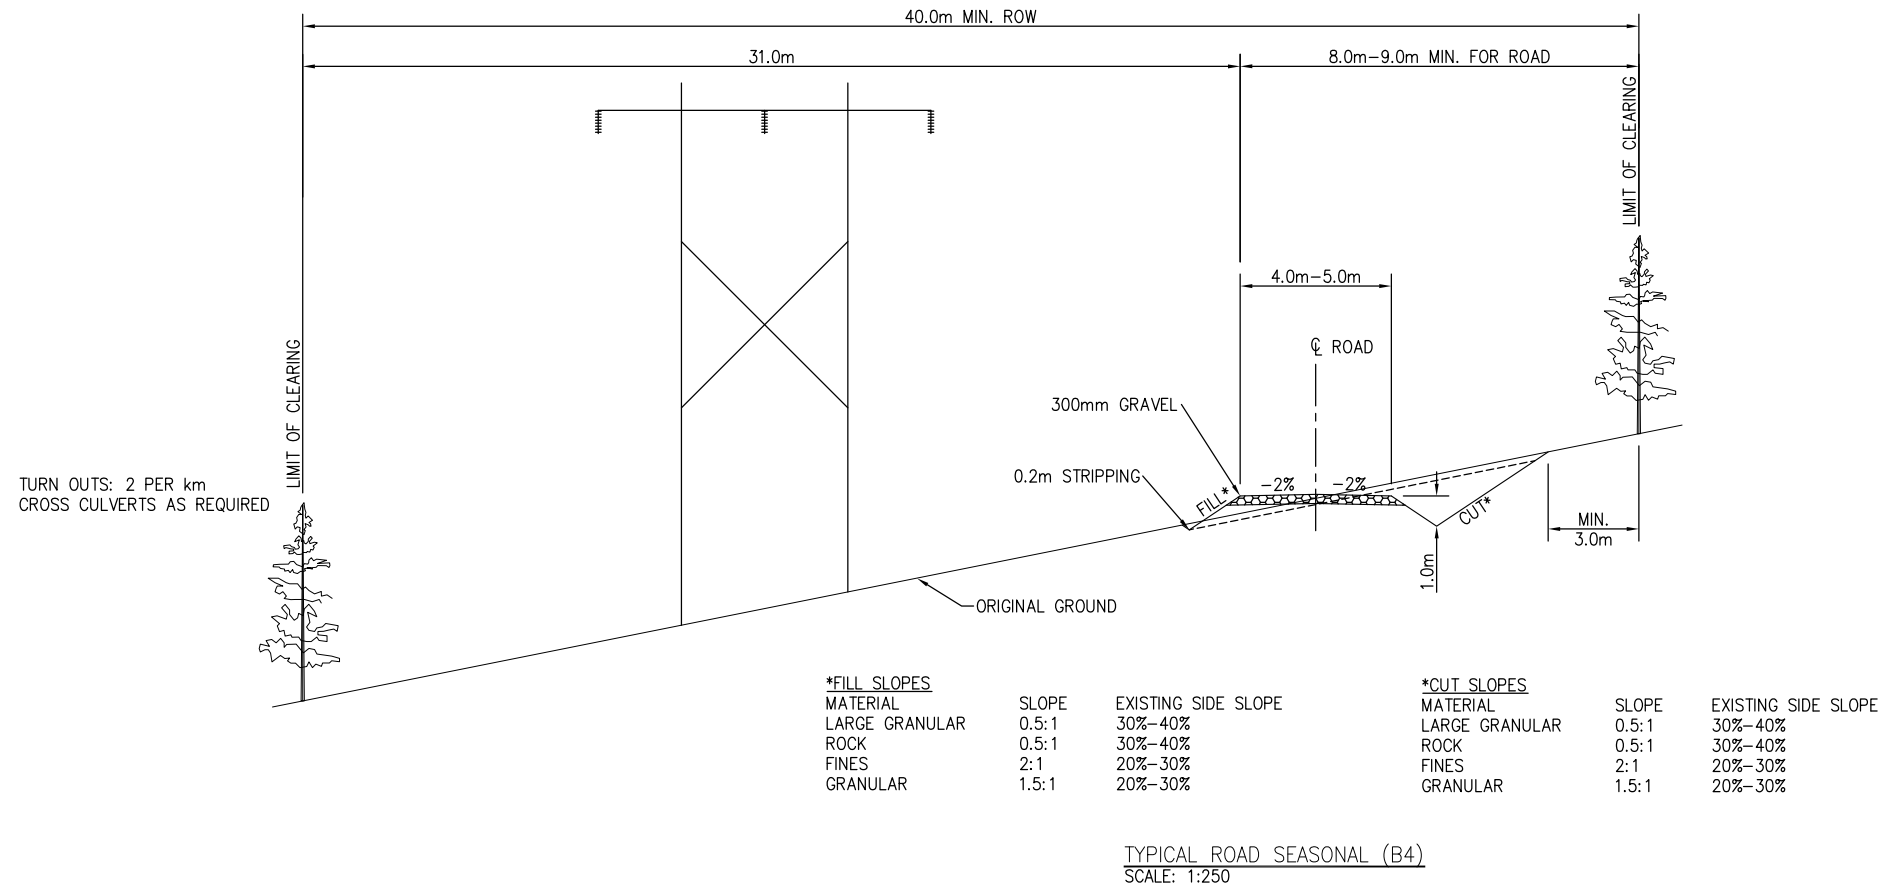 40.0m MIN. ROW
31.0m
8.0m-9.0m MIN. FOR ROAD
LIMIT OF CLEARING
4.0m-5.0m
℄ ROAD
LIMIT OF CLEARING
300mm GRAVEL
0.2m STRIPPING
TURN OUTS: 2 PER km
CROSS CULVERTS AS REQUIRED
FILL*
-2%
-2%
CUT*
MIN.
3.0m
1.0m
ORIGINAL GROUND
*FILL SLOPES
MATERIAL SLOPE EXISTING SIDE SLOPE
LARGE GRANULAR 0.5:1 30%-40%
ROCK 0.5:1 30%-40%
FINES 2:1 20%-30%
GRANULAR 1.5:1 20%-30%
*CUT SLOPES
MATERIAL SLOPE EXISTING SIDE SLOPE
LARGE GRANULAR 0.5:1 30%-40%
ROCK 0.5:1 30%-40%
FINES 2:1 20%-30%
GRANULAR 1.5:1 20%-30%
TYPICAL ROAD SEASONAL (B4)
SCALE: 1:250